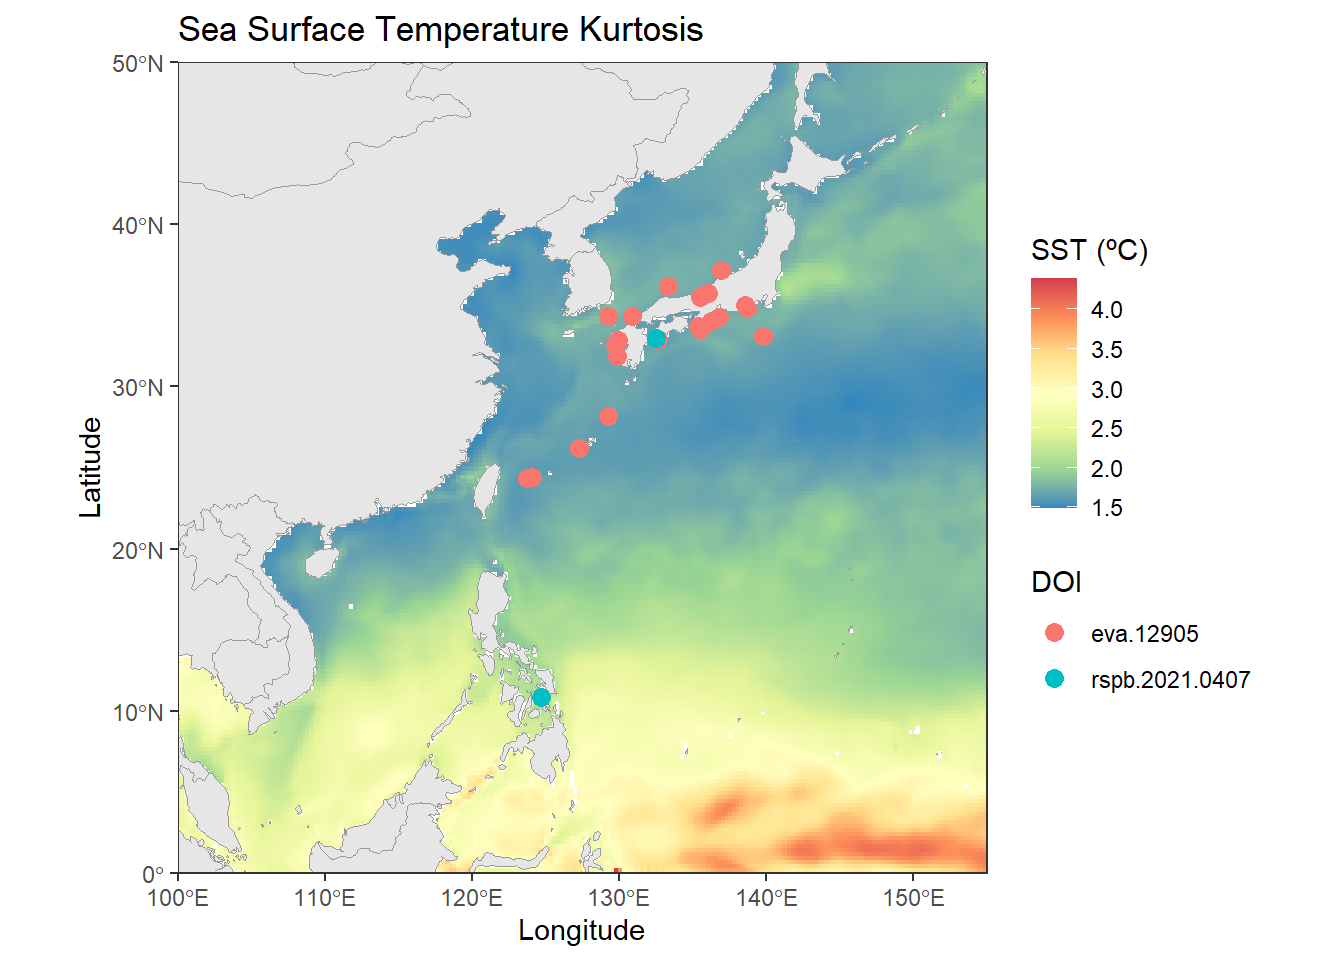 Sea Surface Temperature Kurtosis
50°N
40°N
30°N
20°N
10°N
0°
Latitude
100°E 110°E 120°E 130°E 140°E 150°E
Longitude
SST (ºC)
4.0
3.5
3.0
2.5
2.0
1.5
DOI
eva.12905
rspb.2021.0407